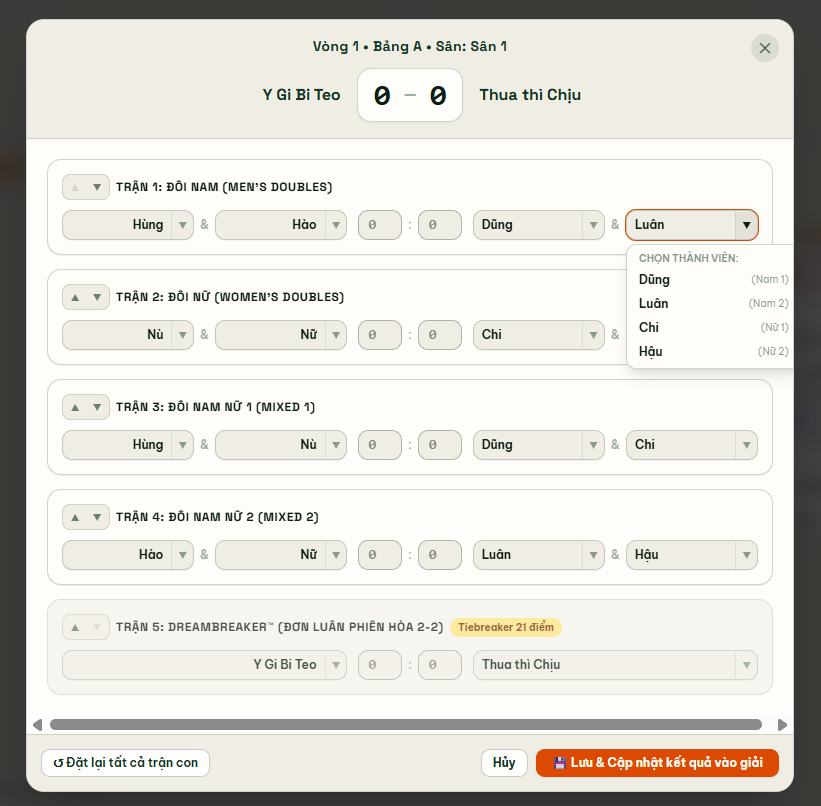 Vòng 1 • Bảng A • Sân: Sân 1
Y Gi Bi Teo 0 – 0 Thua thì Chịu
TRẬN 1: ĐÔI NAM (MEN'S DOUBLES)
Hùng & Hào 0 : 0 Dũng & Luân
CHỌN THÀNH VIÊN:
Dũng (Nam 1)
Luân (Nam 2)
Chi (Nữ 1)
Hậu (Nữ 2)
TRẬN 2: ĐÔI NỮ (WOMEN'S DOUBLES)
Nù & Nữ 0 : 0 Chi &
TRẬN 3: ĐÔI NAM NỮ 1 (MIXED 1)
Hùng & Nù 0 : 0 Dũng & Chi
TRẬN 4: ĐÔI NAM NỮ 2 (MIXED 2)
Hào & Nữ 0 : 0 Luân & Hậu
TRẬN 5: DREAMBREAKER™ (ĐƠN LUÂN PHIÊN HÒA 2-2) Tiebreaker 21 điểm
Y Gi Bi Teo 0 : 0 Thua thì Chịu
↺ Đặt lại tất cả trận con
Hủy
Lưu & Cập nhật kết quả vào giải